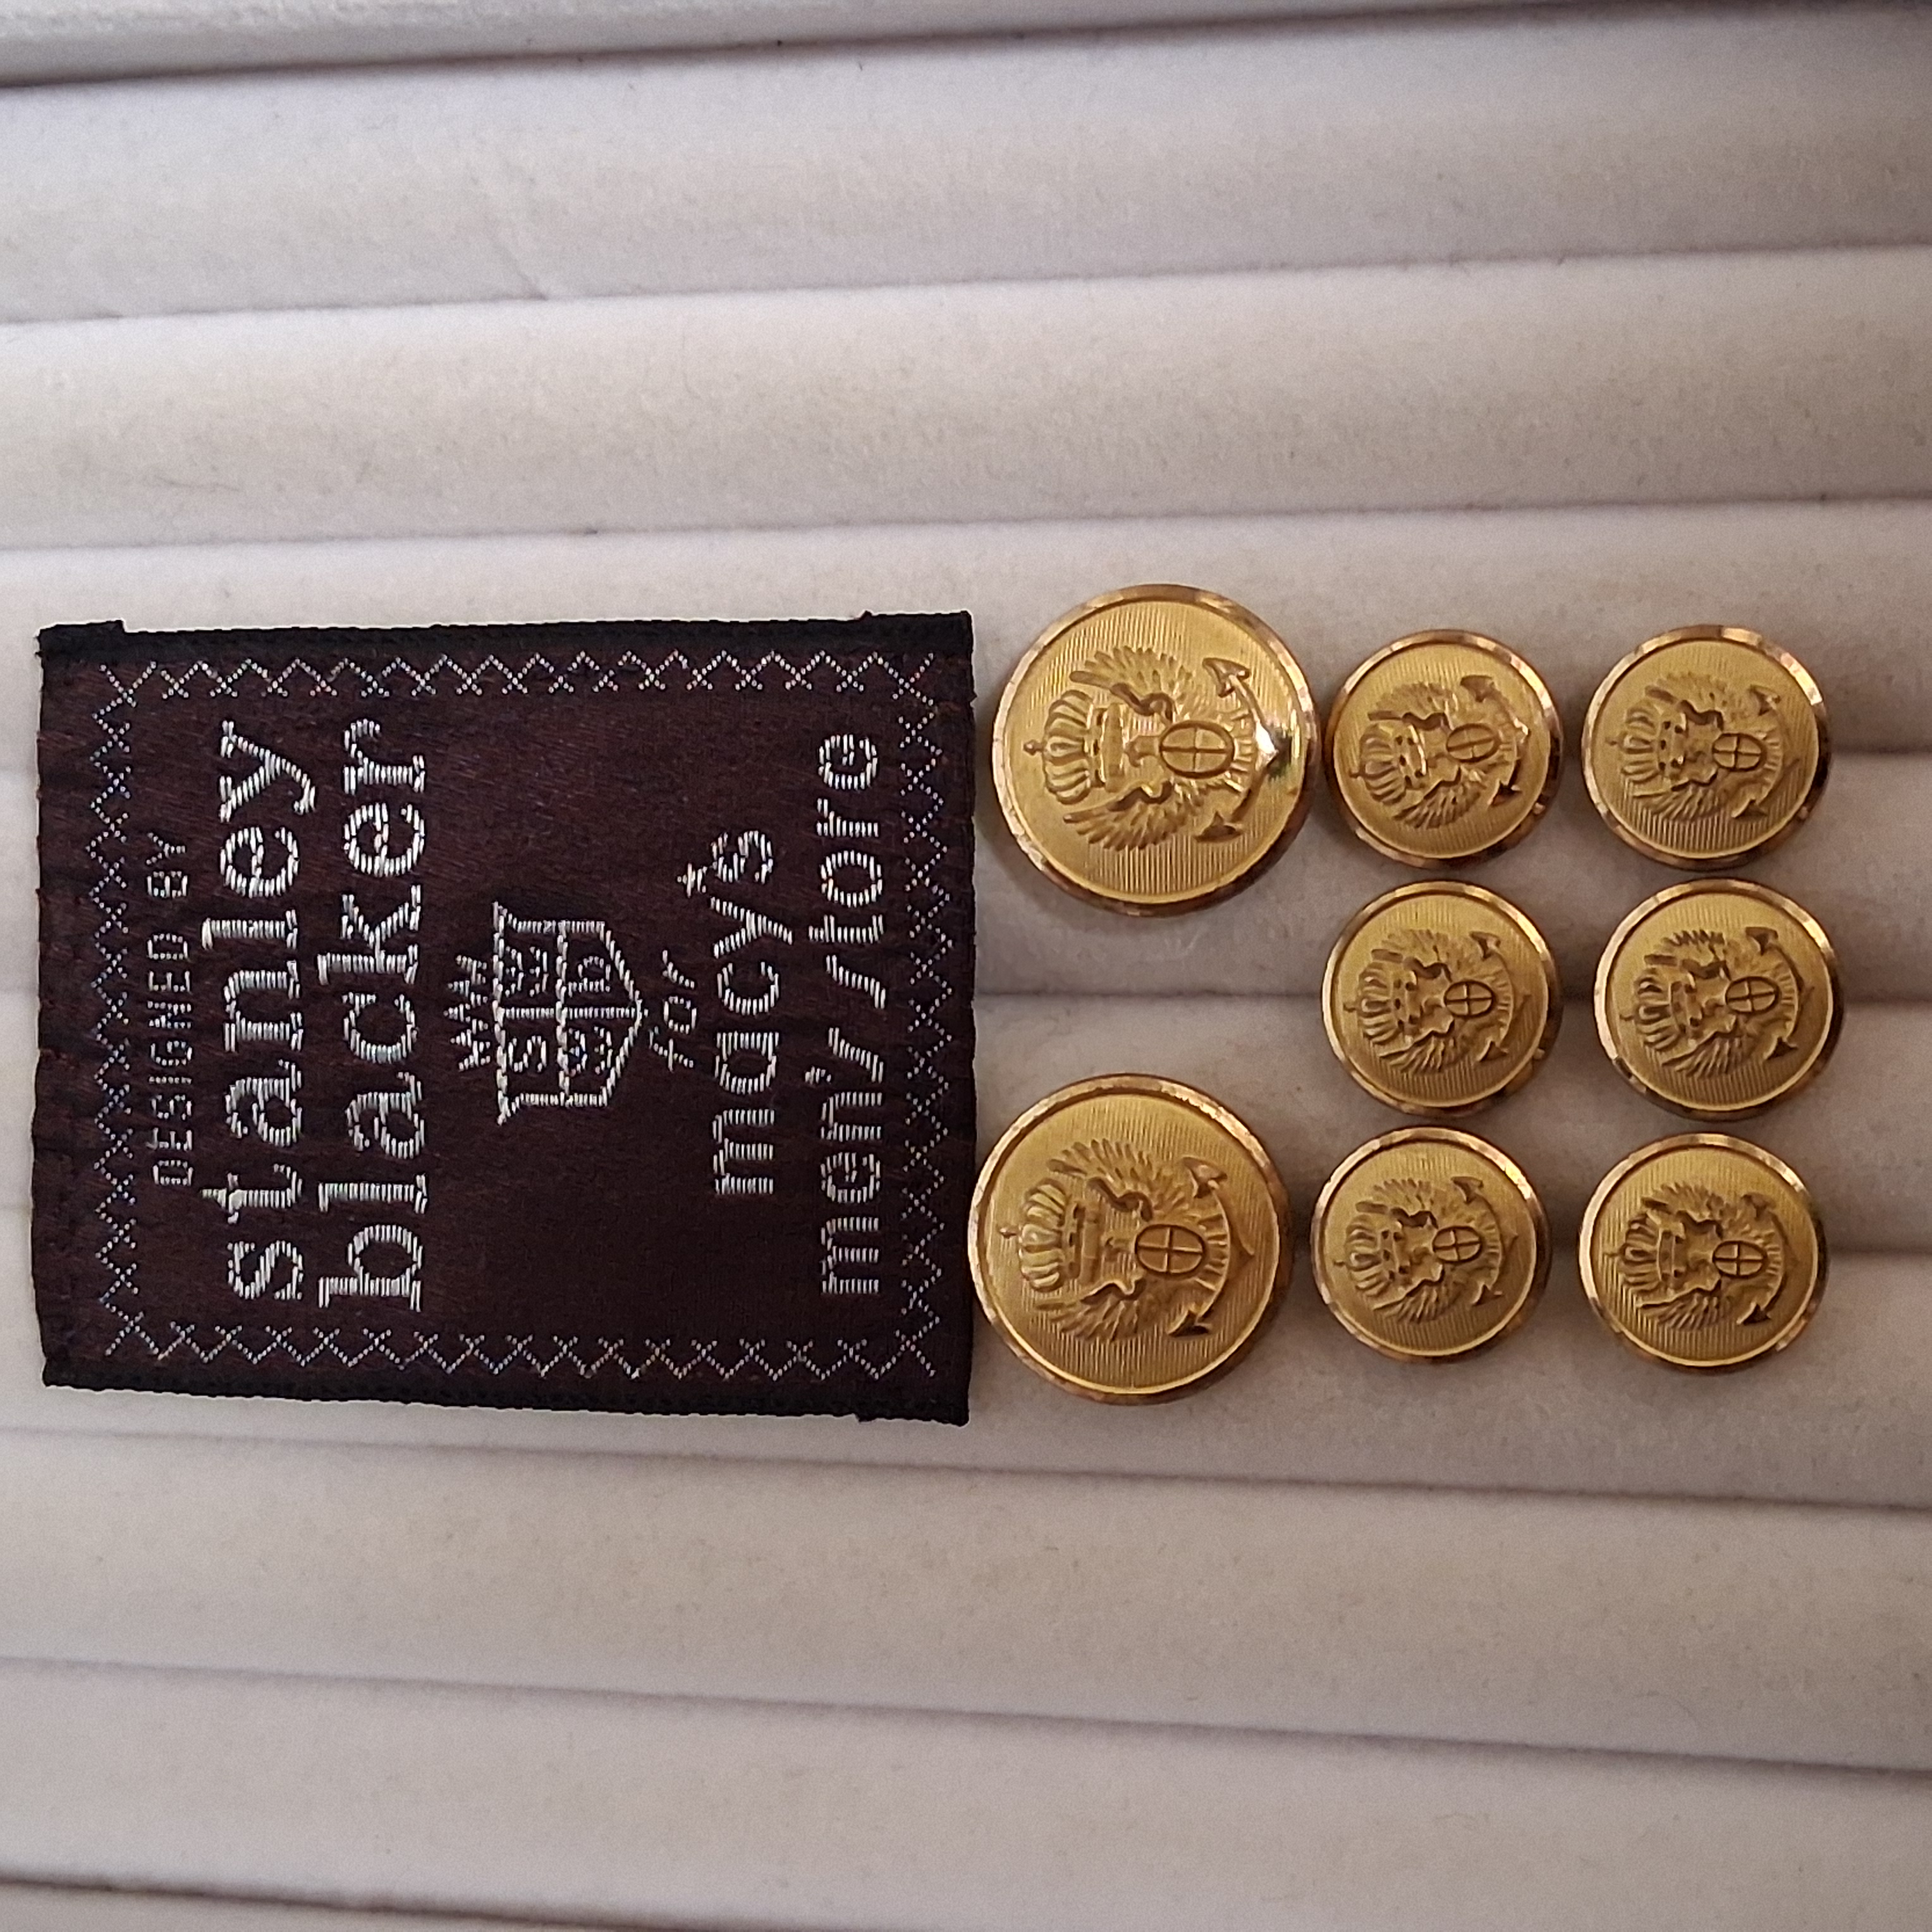 DESIGNED BY
stanley
blacker
for
macy's
men's store